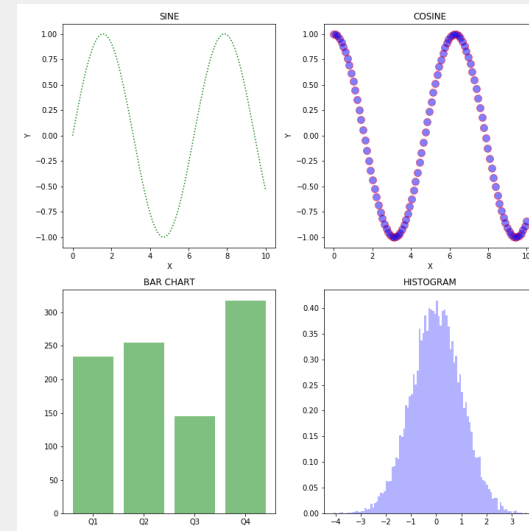 SINE
1.00
0.75
0.50
0.25
0.00
−0.25
−0.50
−0.75
−1.00
Y
0 2 4 6 8 10
X
COSINE
1.00
0.75
0.50
0.25
0.00
−0.25
−0.50
−0.75
−1.00
Y
0 2 4 6 8 10
X
BAR CHART
300
250
200
150
100
50
0
Q1 Q2 Q3 Q4
HISTOGRAM
0.40
0.35
0.30
0.25
0.20
0.15
0.10
0.05
0.00
−4 −3 −2 −1 0 1 2 3